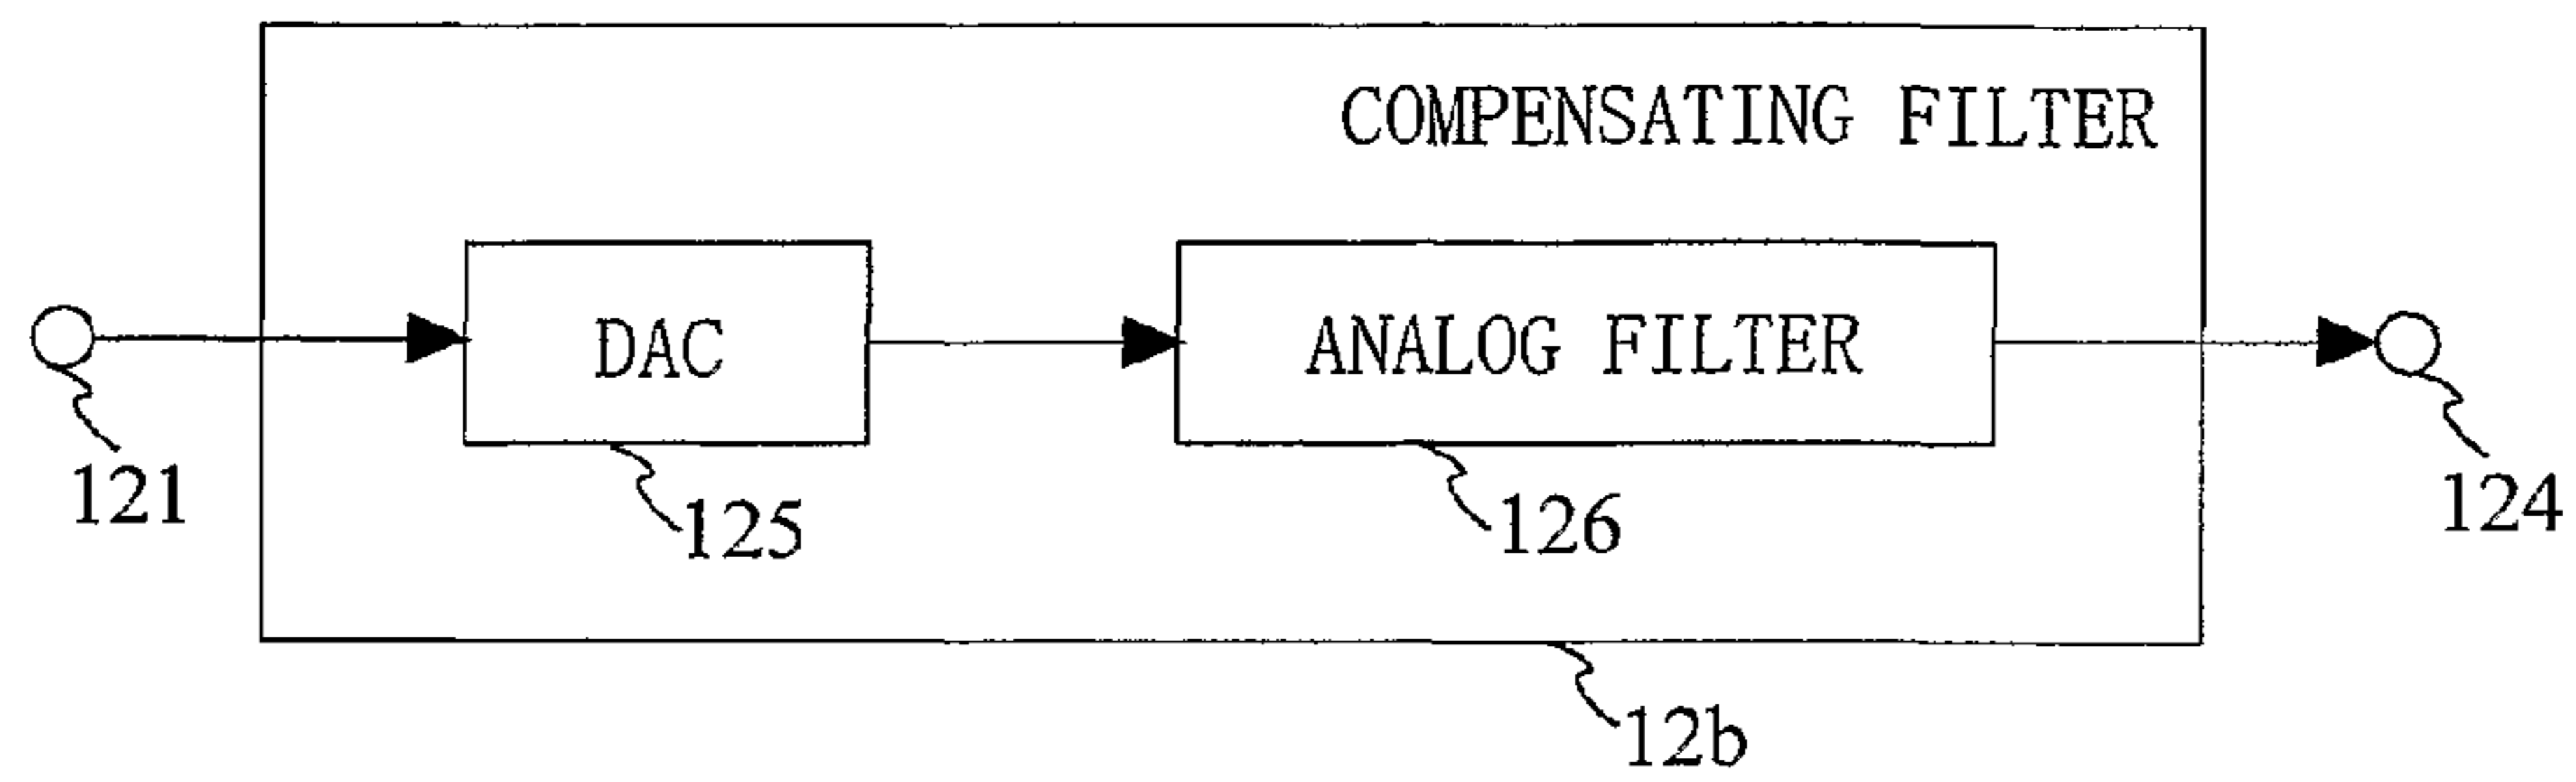 COMPENSATING FILTER
DAC
ANALOG FILTER
121
125
126
124
12b